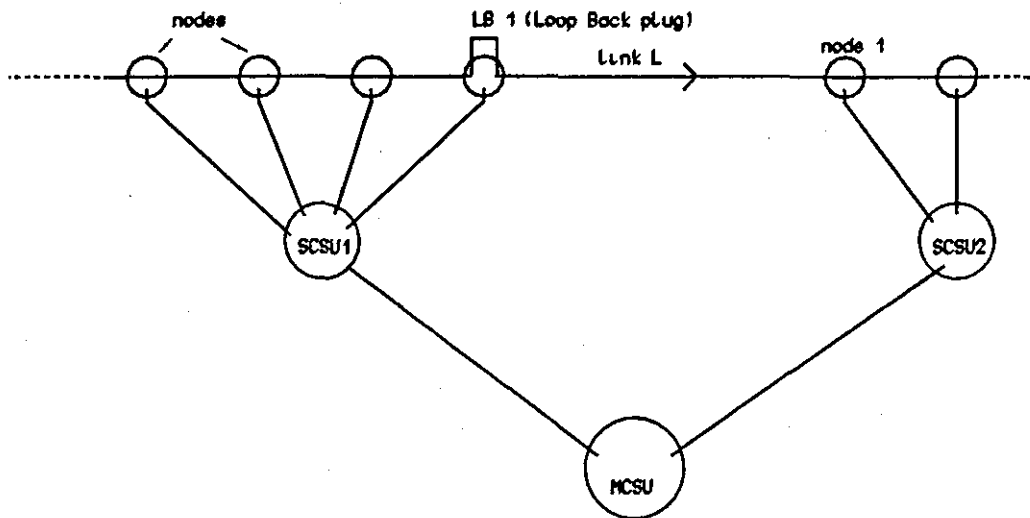 nodes
LB 1 (Loop Back plug)
link L
node 1
SCSU1
SCSU2
MCSU